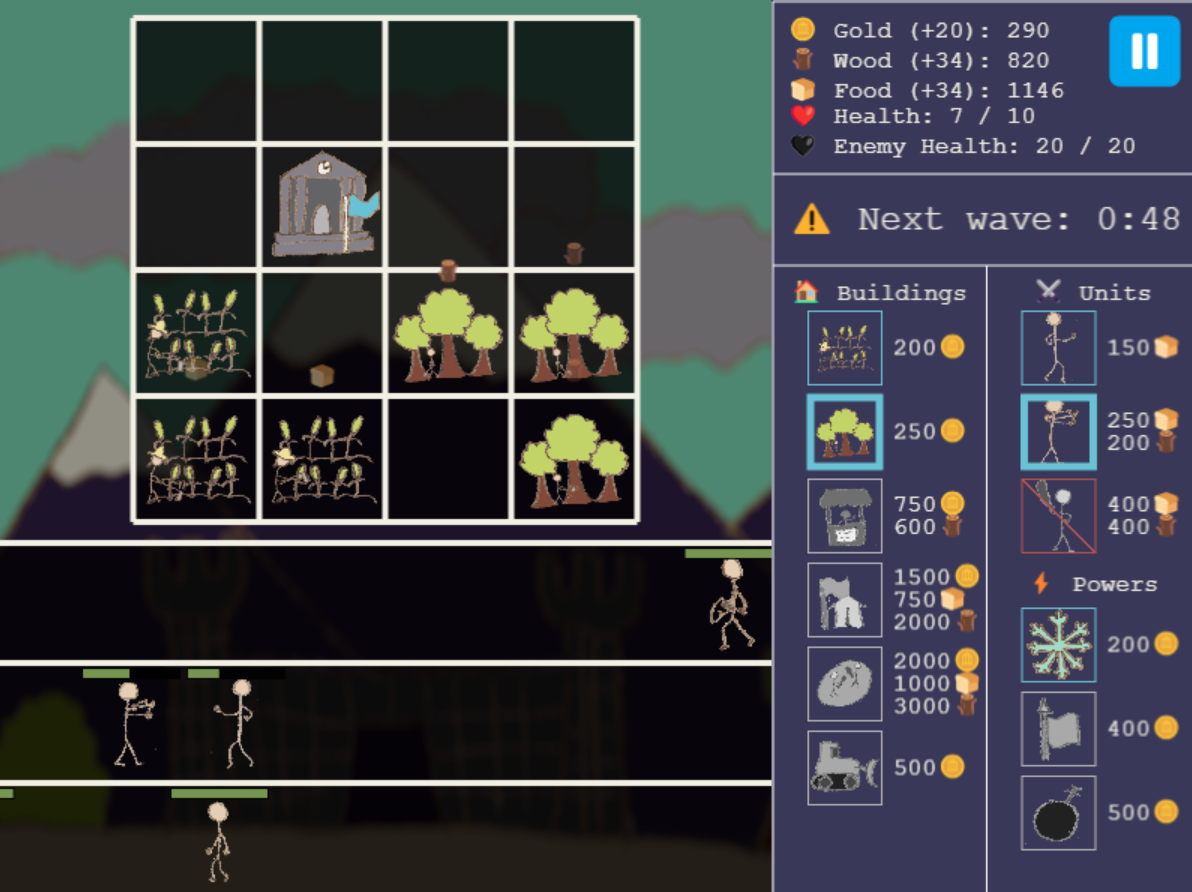 Gold (+20): 290
Wood (+34): 820
Food (+34): 1146
Health: 7 / 10
Enemy Health: 20 / 20
Next wave: 0:48
Buildings
200
250
750
600
1500
750
2000
2000
1000
3000
500
Units
150
250
200
400
400
Powers
200
400
500